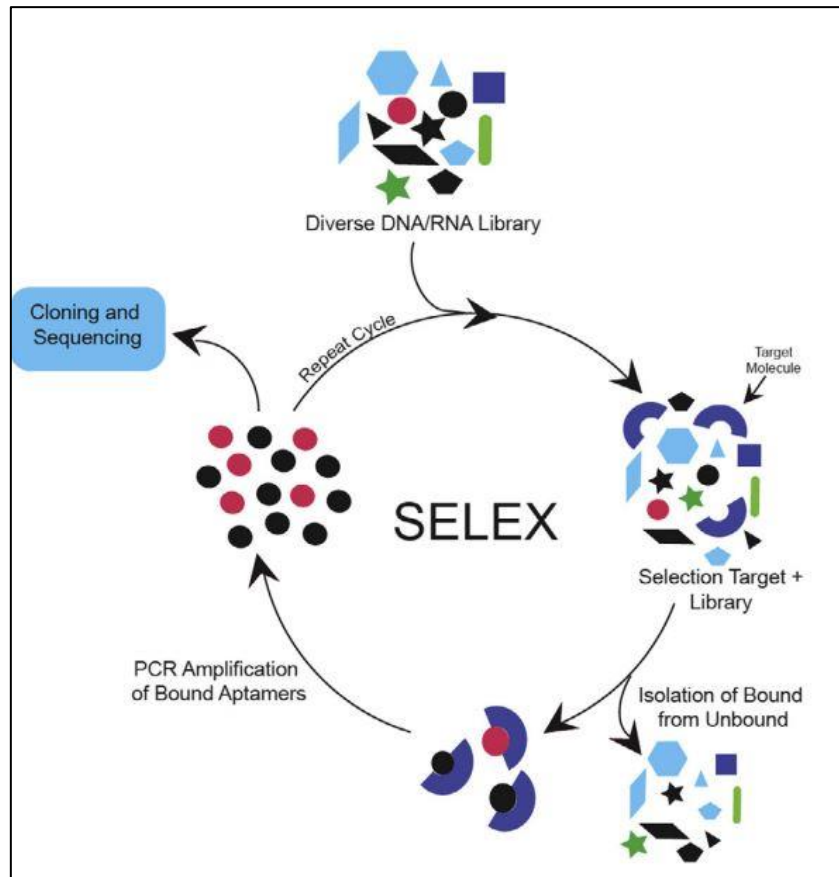 Diverse DNA/RNA Library
Cloning and
Sequencing
Repeat Cycle
Target
Molecule
SELEX
Selection Target +
Library
PCR Amplification
of Bound Aptamers
Isolation of Bound
from Unbound